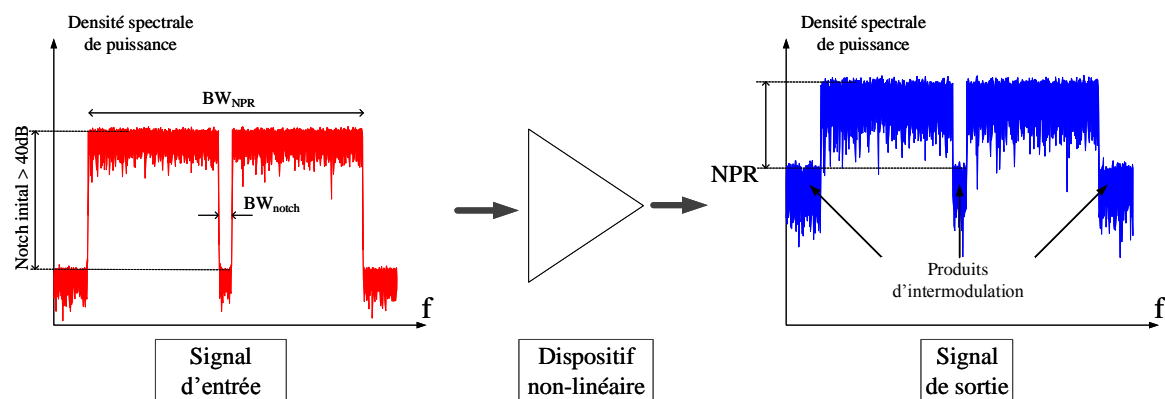 Densité spectrale
de puissance
Notch inital > 40dB
BWNPR
BWnotch
f
Signal
d’entrée
Dispositif
non-linéaire
Densité spectrale
de puissance
NPR
Produits
d’intermodulation
f
Signal
de sortie